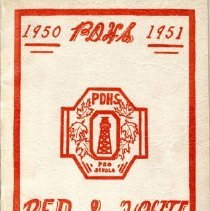 1950 PDHS 1951
PDHS
PRO
SCHOLA
RED & WHITE